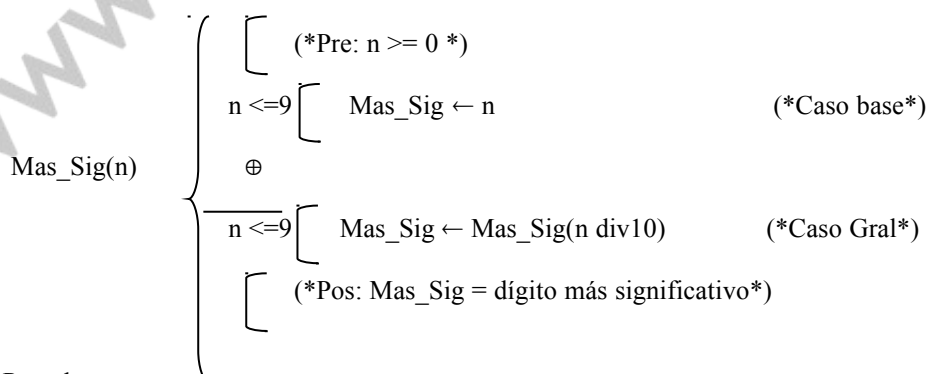 (*Pre: n >= 0 *)
n <=9 Mas_Sig ← n (*Caso base*)
Mas_Sig(n) ⊕
n <=9 Mas_Sig ← Mas_Sig(n div10) (*Caso Gral*)
(*Pos: Mas_Sig = dígito más significativo*)